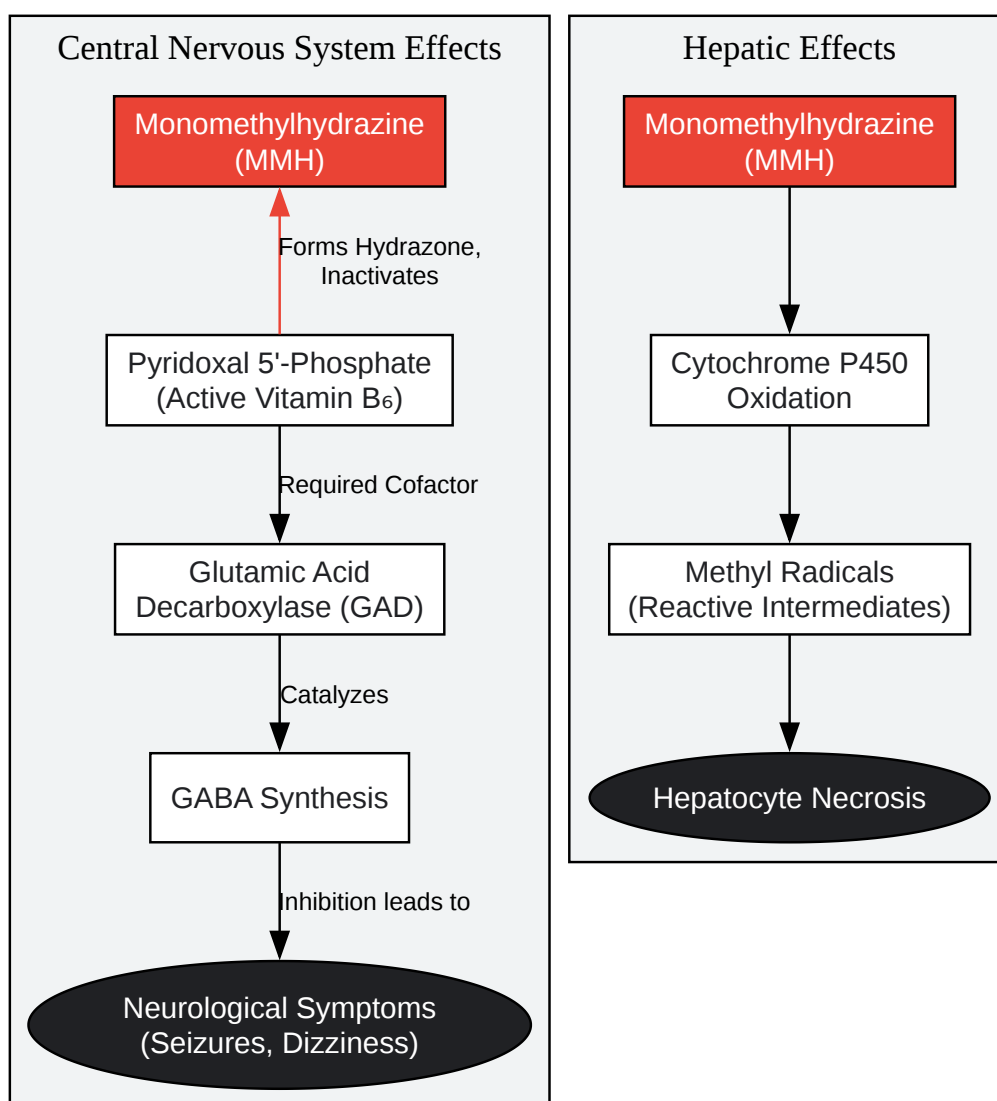 Central Nervous System Effects
Monomethylhydrazine
(MMH)
Forms Hydrazone,
Inactivates
Pyridoxal 5'-Phosphate
(Active Vitamin B₆)
Required Cofactor
Glutamic Acid
Decarboxylase (GAD)
Catalyzes
GABA Synthesis
Inhibition leads to
Neurological Symptoms
(Seizures, Dizziness)
Hepatic Effects
Monomethylhydrazine
(MMH)
Cytochrome P450
Oxidation
Methyl Radicals
(Reactive Intermediates)
Hepatocyte Necrosis